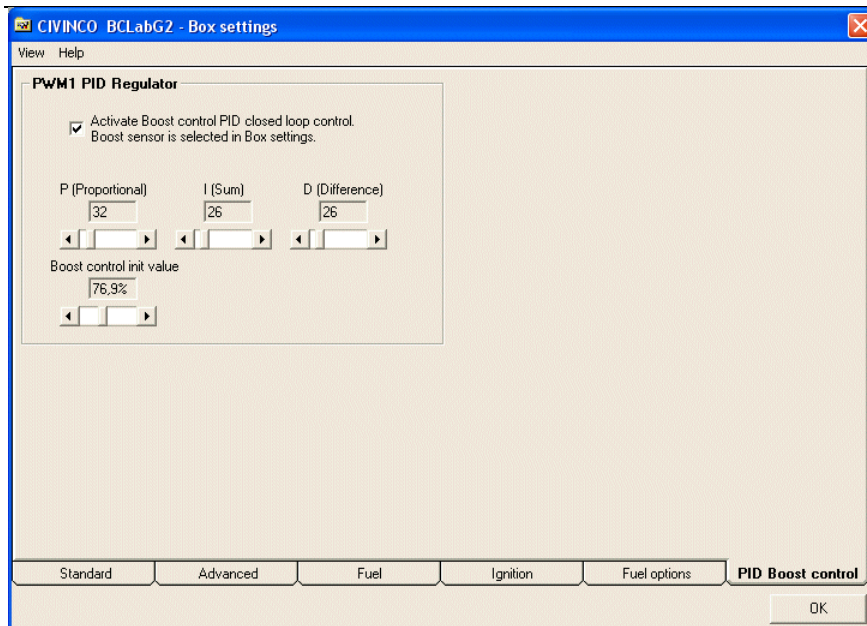 CIVINCO BCLabG2 - Box settings
View Help
PWM1 PID Regulator
Activate Boost control PID closed loop control.
Boost sensor is selected in Box settings.
P (Proportional) I (Sum) D (Difference)
32 26 26
Boost control init value
76,9%
Standard Advanced Fuel Ignition Fuel options PID Boost control
OK